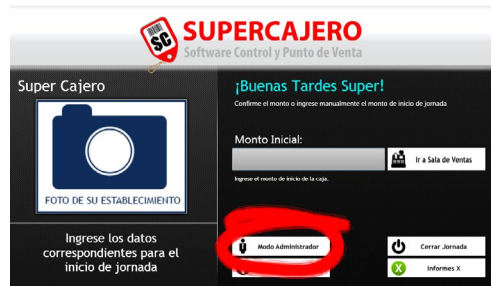 $C
SUPERCAJERO
Software Control y Punto de Venta
Super Cajero
FOTO DE SU ESTABLECIMIENTO
Ingrese los datos
correspondientes para el
inicio de jornada
¡Buenas Tardes Super!
Confirme el monto o ingrese manualmente el monto de inicio de jornada
Monto Inicial:
Ir a Sala de Ventas
Ingrese el monto de inicio de la caja.
Modo Administrador
Cerrar Jornada
X
Informes X